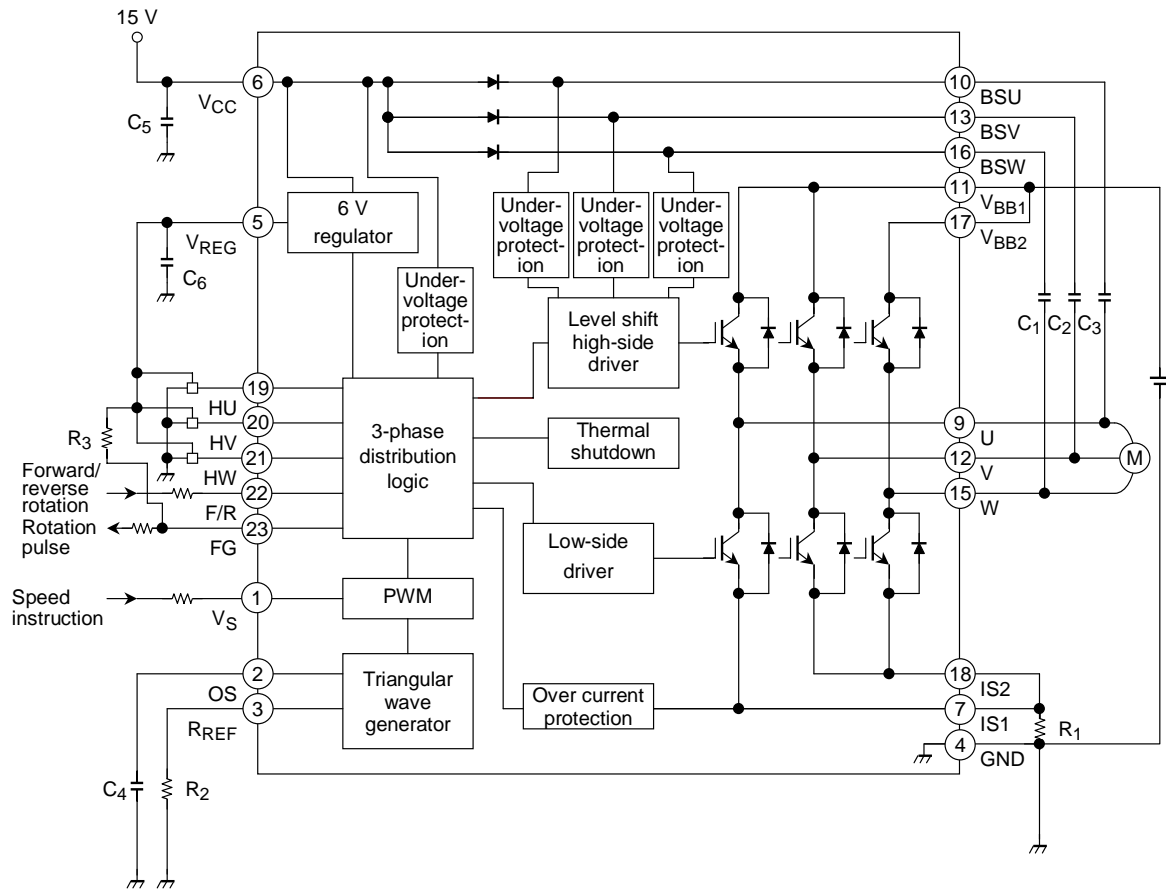 15 V
6
VCC
C5
10
BSU
13
BSV
16
BSW
11
VBB1
17
VBB2
5
VREG
C6
6 V
regulator
Under-
voltage
protect-
ion
Under-
voltage
protect-
ion
Under-
voltage
protect-
ion
Under-
voltage
protect-
ion
Level shift
high-side
driver
C1
C2
C3
19
HU
20
HV
21
HW
R3
Forward/
reverse
rotation
22
F/R
Rotation
pulse
23
FG
3-phase
distribution
logic
Thermal
shutdown
Low-side
driver
9
U
12
V
15
W
M
Speed
instruction
1
VS
PWM
2
OS
3
RREF
Triangular
wave
generator
Over current
protection
18
IS2
7
IS1
4
GND
R1
C4
R2